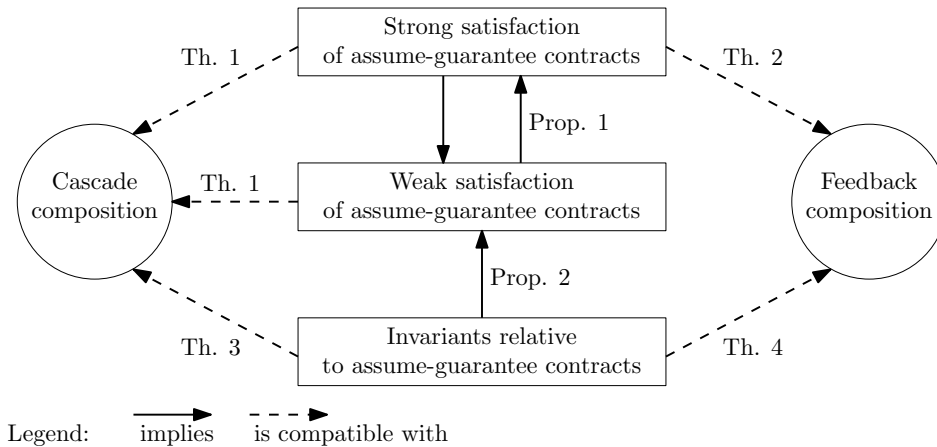 Strong satisfaction
of assume-guarantee contracts
Th. 1
Th. 2
Prop. 1
Cascade
composition
Th. 1
Weak satisfaction
of assume-guarantee contracts
Feedback
composition
Prop. 2
Th. 3
Invariants relative
to assume-guarantee contracts
Th. 4
Legend:
implies
is compatible with